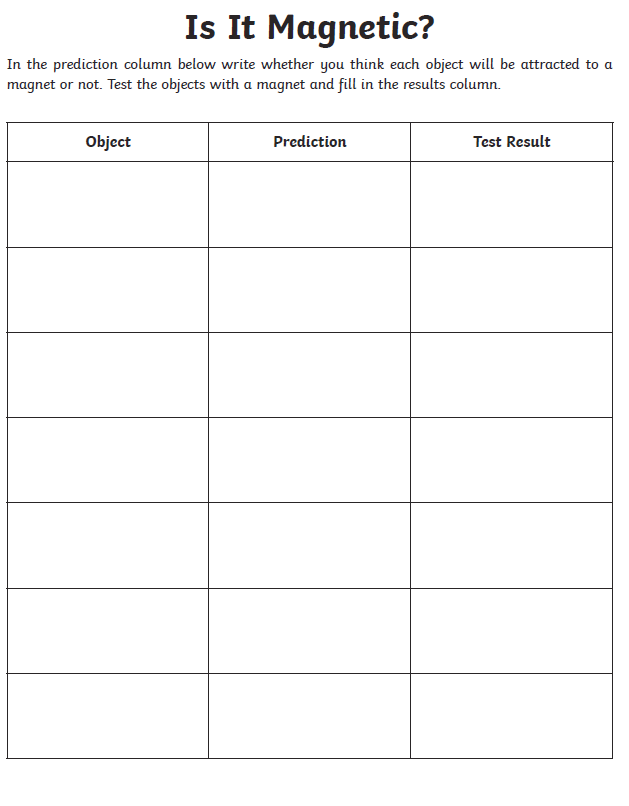 Is It Magnetic?
In the prediction column below write whether you think each object will be attracted to a
magnet or not. Test the objects with a magnet and fill in the results column.
Object Prediction Test Result